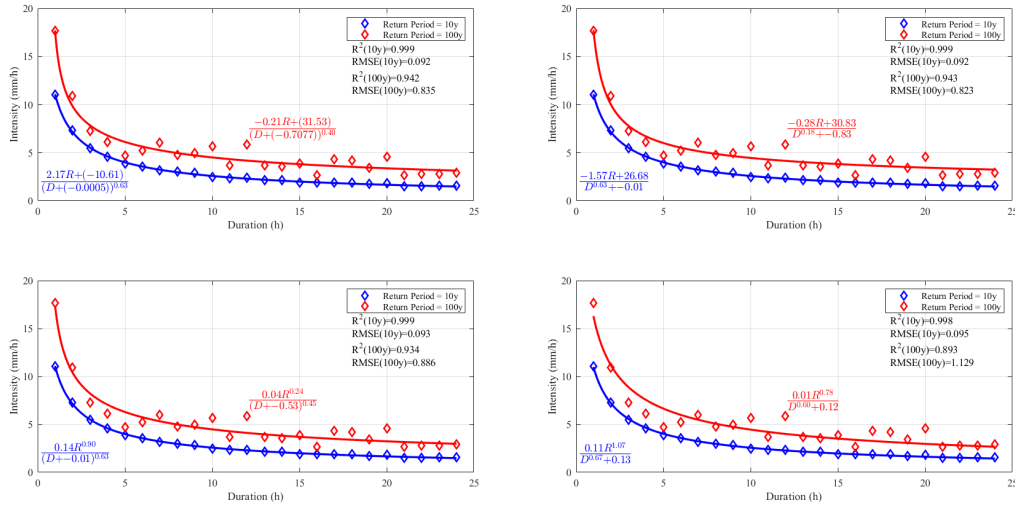 20
15
10
5
0
Intensity (mm/h)
Return Period = 10y
Return Period = 100y
R²(10y)=0.999
RMSE(10y)=0.092
R²(100y)=0.942
RMSE(100y)=0.835
-0.21R+(31.53)
(D+(-0.7077))^0.40
2.17R+(-10.61)
(D+(-0.0005))^0.63
0 5 10 15 20 25
Duration (h)
20
15
10
5
0
Intensity (mm/h)
Return Period = 10y
Return Period = 100y
R²(10y)=0.999
RMSE(10y)=0.092
R²(100y)=0.943
RMSE(100y)=0.823
-0.28R+30.83
D^0.18+-0.83
-1.57R+26.68
D^0.63+-0.01
0 5 10 15 20 25
Duration (h)
20
15
10
5
0
Intensity (mm/h)
Return Period = 10y
Return Period = 100y
R²(10y)=0.999
RMSE(10y)=0.093
R²(100y)=0.934
RMSE(100y)=0.886
0.04R^0.24
(D+-0.53)^0.45
0.14R^0.90
(D+-0.01)^0.63
0 5 10 15 20 25
Duration (h)
20
15
10
5
0
Intensity (mm/h)
Return Period = 10y
Return Period = 100y
R²(10y)=0.998
RMSE(10y)=0.095
R²(100y)=0.893
RMSE(100y)=1.129
0.01R^0.78
D^0.60+0.12
0.11R^1.07
D^0.67+0.13
0 5 10 15 20 25
Duration (h)